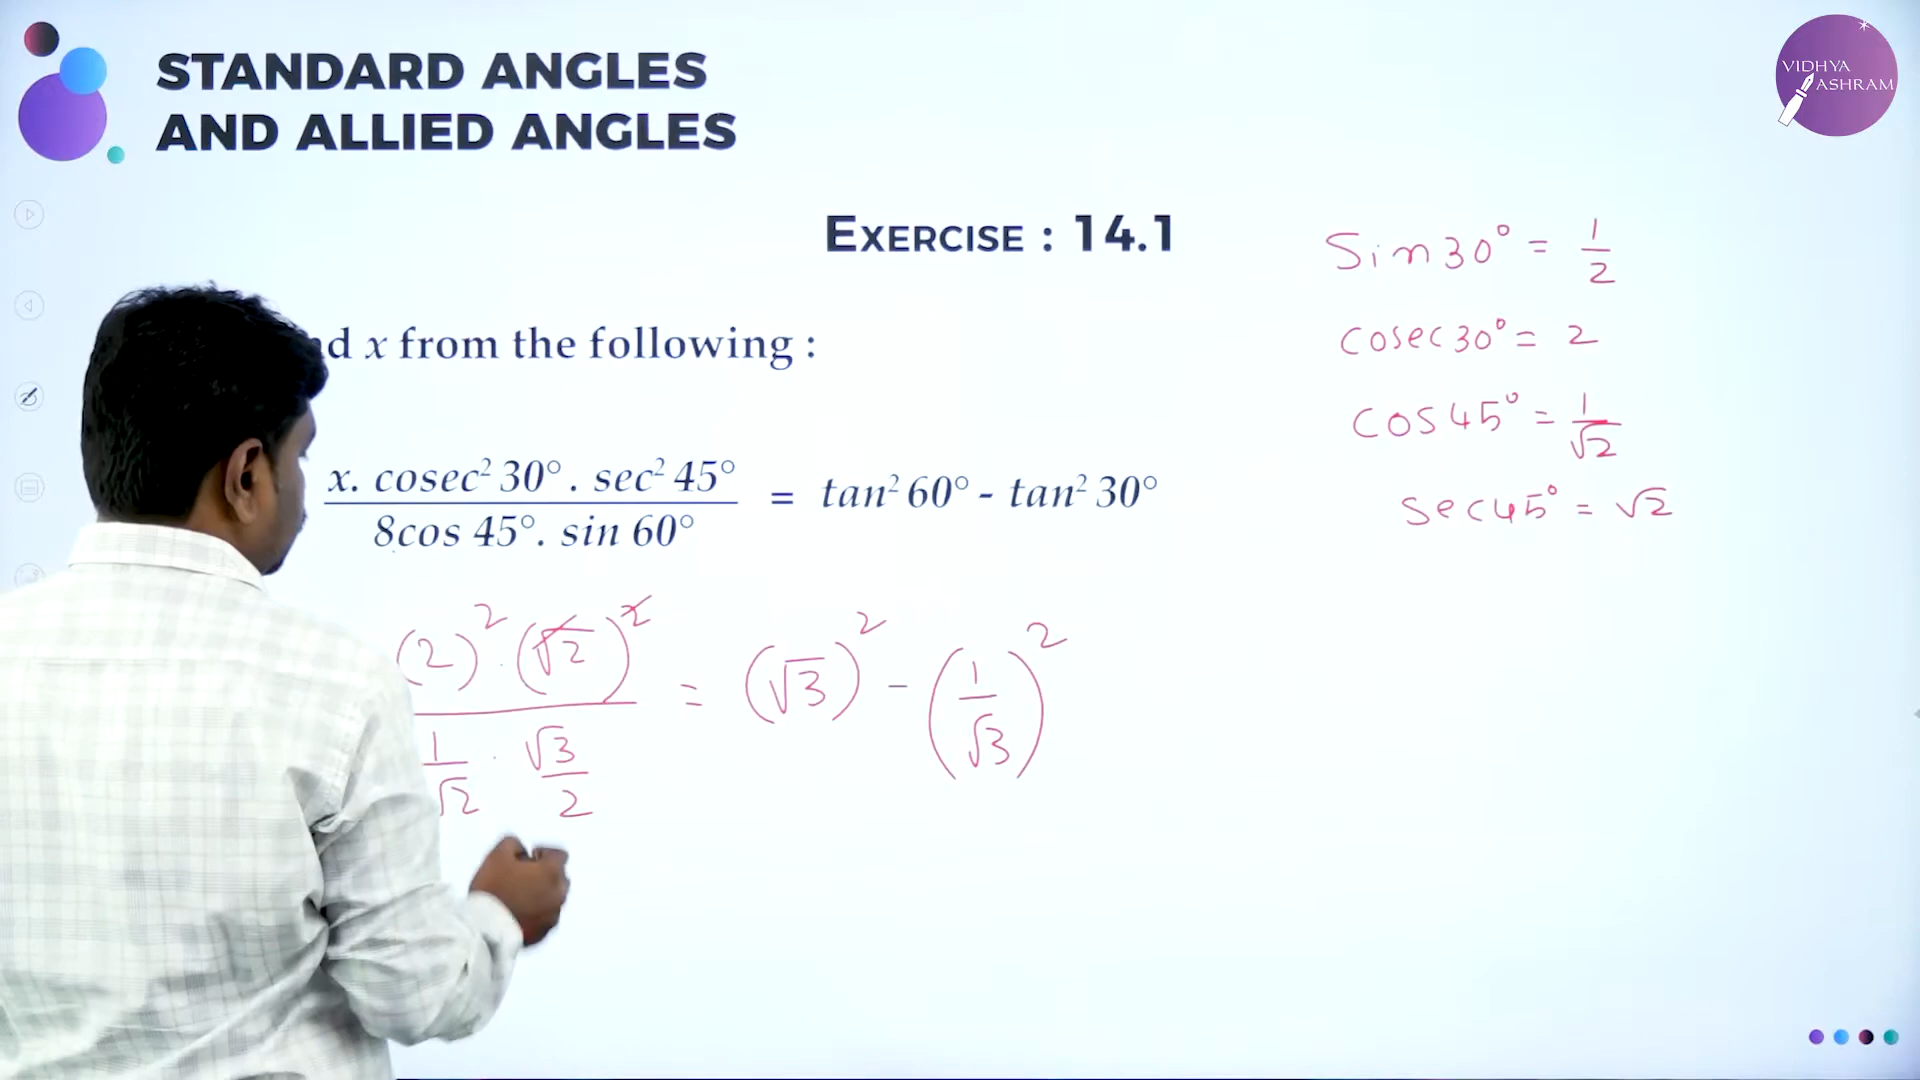 STANDARD ANGLES
AND ALLIED ANGLES
VIDHYA
ASHRAM
EXERCISE : 14.1
x from the following :
x. cosec² 30° . sec² 45° / 8cos 45°. sin 60° = tan² 60° - tan² 30°
(2)² . (√2)² / 1/√2 . √3/2 = (√3)² - (1/√3)²
Sin 30° = 1/2
cosec 30° = 2
cos 45° = 1/√2
sec 45° = √2